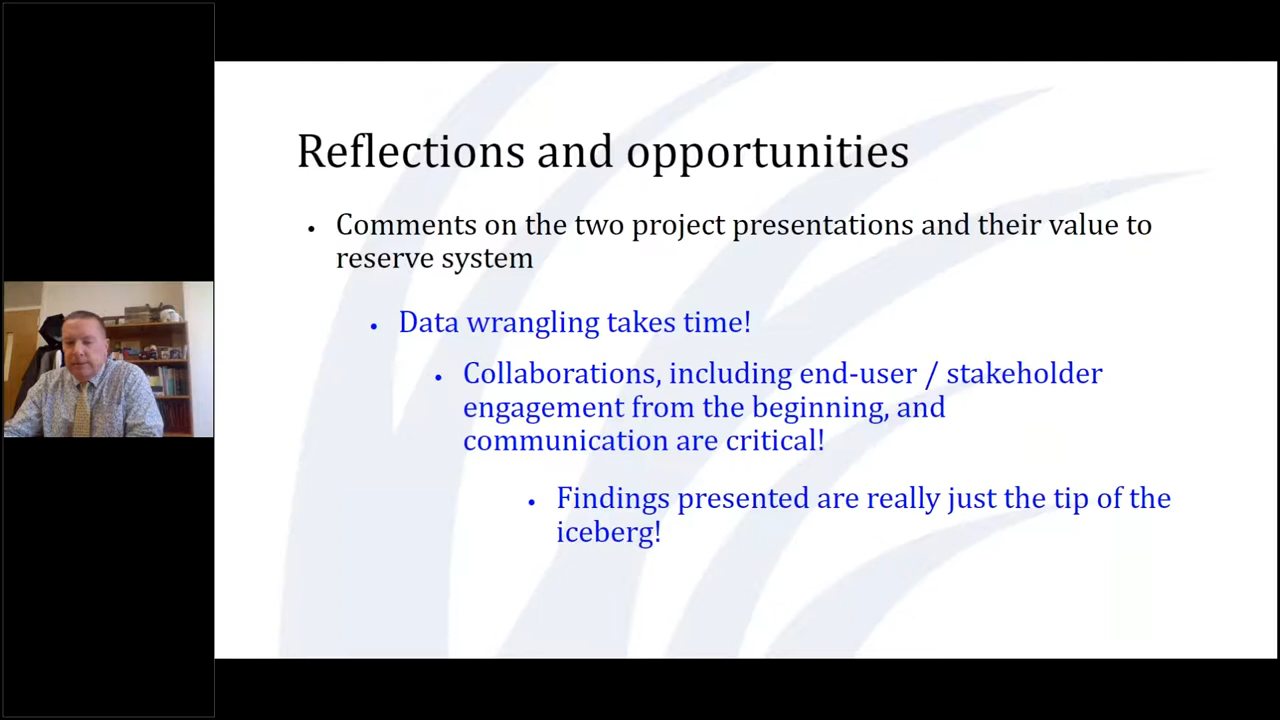 Reflections and opportunities
• Comments on the two project presentations and their value to
reserve system
• Data wrangling takes time!
• Collaborations, including end-user / stakeholder
engagement from the beginning, and
communication are critical!
• Findings presented are really just the tip of the
iceberg!